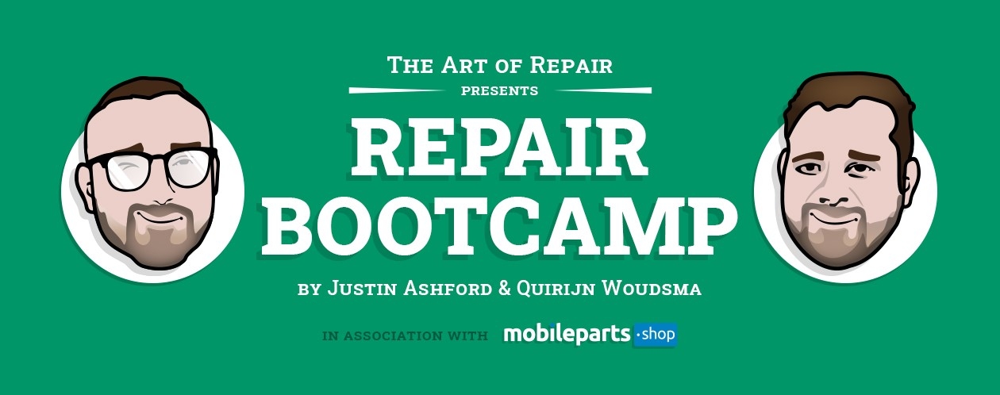 The Art of Repair
presents
REPAIR
BOOTCAMP
by Justin Ashford & Quirijn Woudsma
in association with mobileparts •shop